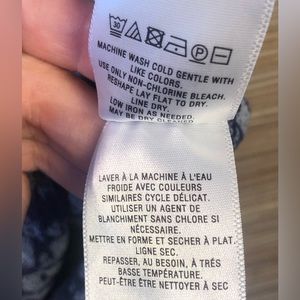 30
P
MACHINE WASH COLD GENTLE WITH
LIKE COLORS.
USE ONLY NON-CHLORINE BLEACH.
RESHAPE LAY FLAT TO DRY.
LINE DRY.
LOW IRON AS NEEDED.
MAY BE DRY CLEANED
LAVER À LA MACHINE À L'EAU
FROIDE AVEC COULEURS
SIMILAIRES CYCLE DÉLICAT.
UTILISER UN AGENT DE
BLANCHIMENT SANS CHLORE SI
NÉCESSAIRE.
METTRE EN FORME ET SECHER À PLAT.
LIGNE SEC.
REPASSER, AU BESOIN, À TRÈS
BASSE TEMPÉRATURE.
PEUT-ÊTRE ÊTRE NETTOYER À SEC